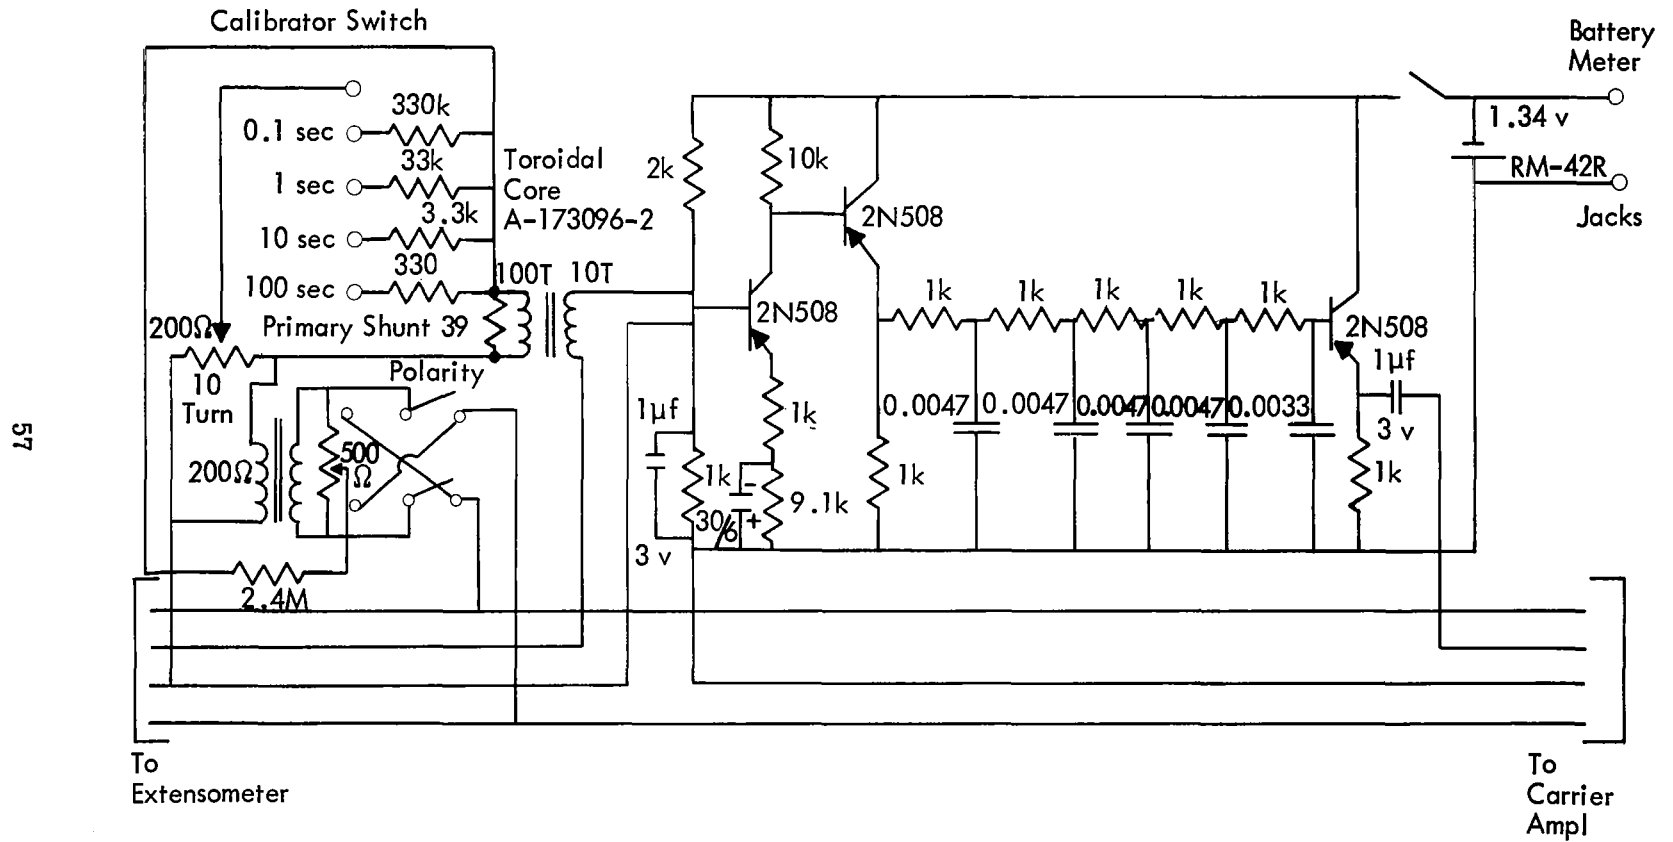 Calibrator Switch
Battery
Meter
330k
0.1 sec
33k
1 sec
3.3k
10 sec
330
100 sec
Toroidal
Core
A-173096-2
100T 10T
Primary Shunt 39
200Ω
10
Turn
Polarity
200Ω
500
Ω
2.4M
2k
10k
2N508
2N508
1.34 v
RM-42R
Jacks
1k
1k
1k
1k
1k
2N508
1μf
3 v
1k
0.0047
0.0047
0.0047
0.0047
0.0033
1μf
1k
1k
30/6
- +
9.1k
1k
3 v
57
To
Extensometer
To
Carrier
Ampl